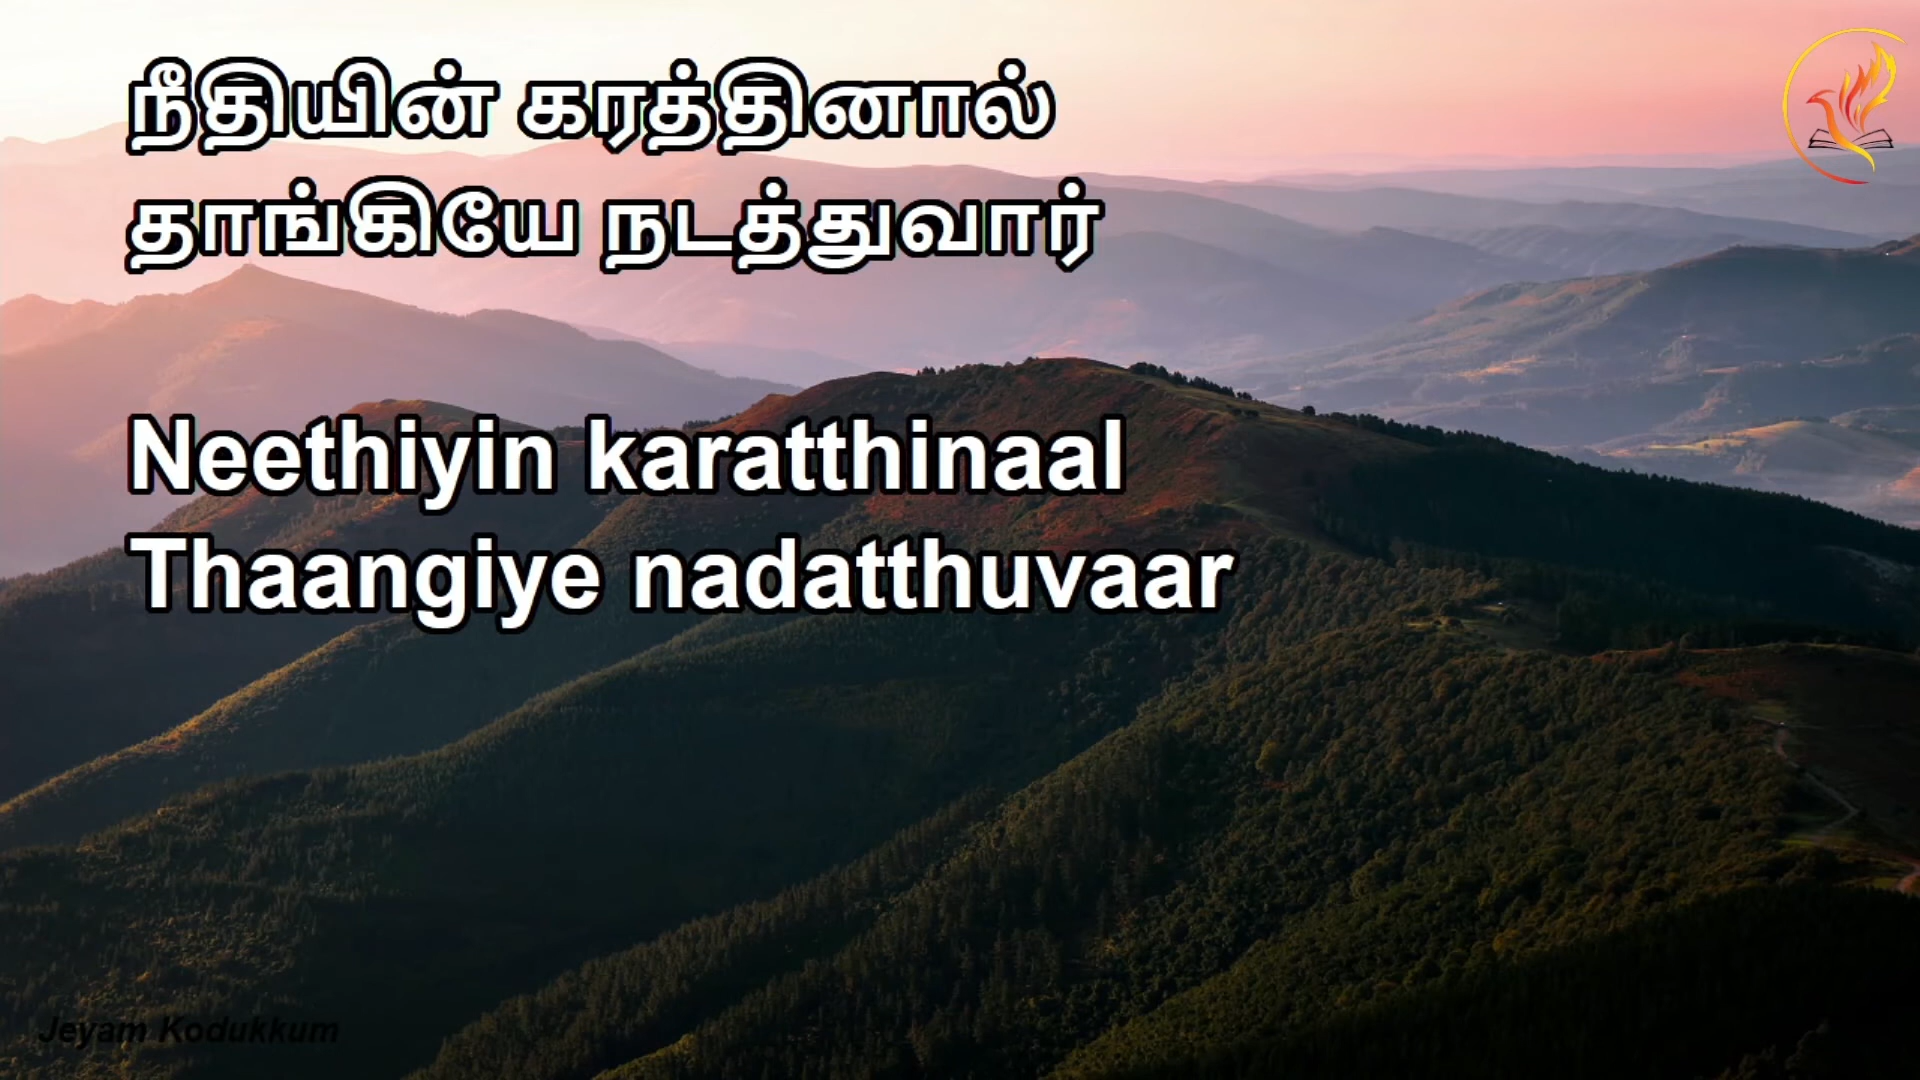 நீதியின் கரத்தினால்
தாங்கியே நடத்துவார்
Neethiyin karatthinaal
Thaangiye nadatthuvaar
Jeyam Kodukkum